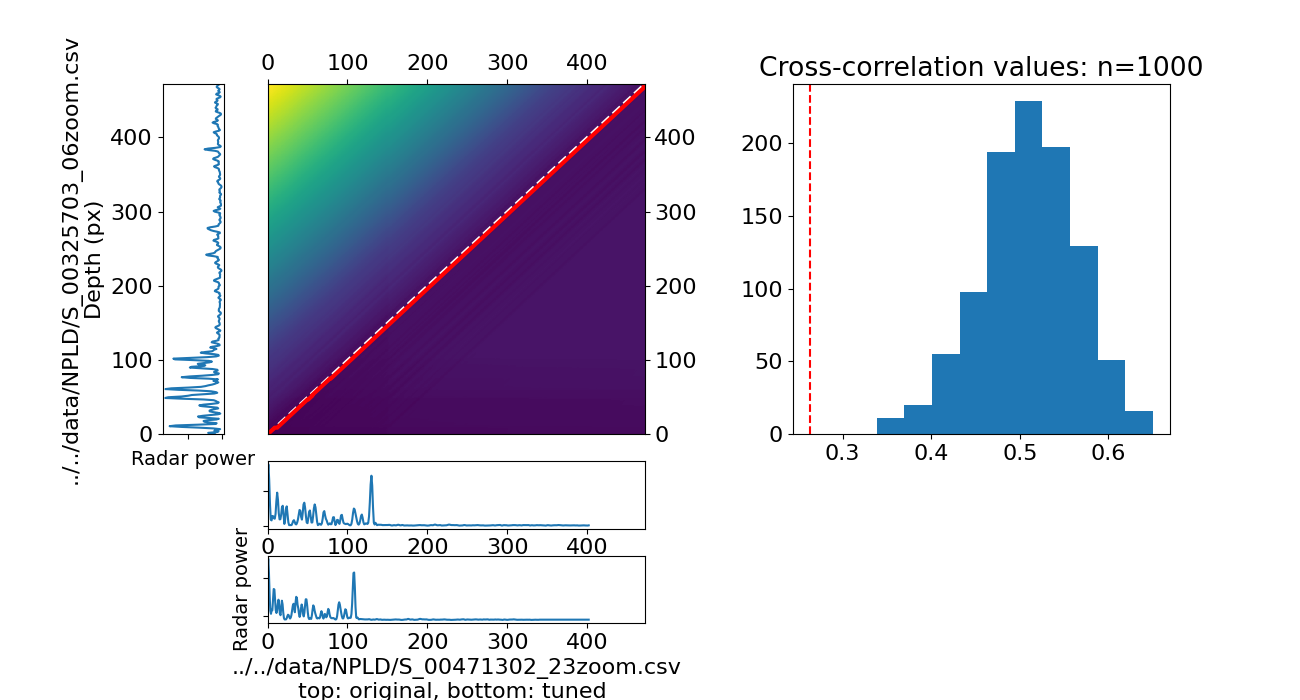 0 100 200 300 400
Cross-correlation values: n=1000
../../data/NPLD/S_00325703_06zoom.csv
Depth (px)
400
300
200
100
0
400
300
200
100
0
200
150
100
50
0
0.3 0.4 0.5 0.6
Radar power
0 100 200 300 400
Radar power
0 100 200 300 400
../../data/NPLD/S_00471302_23zoom.csv
top: original, bottom: tuned